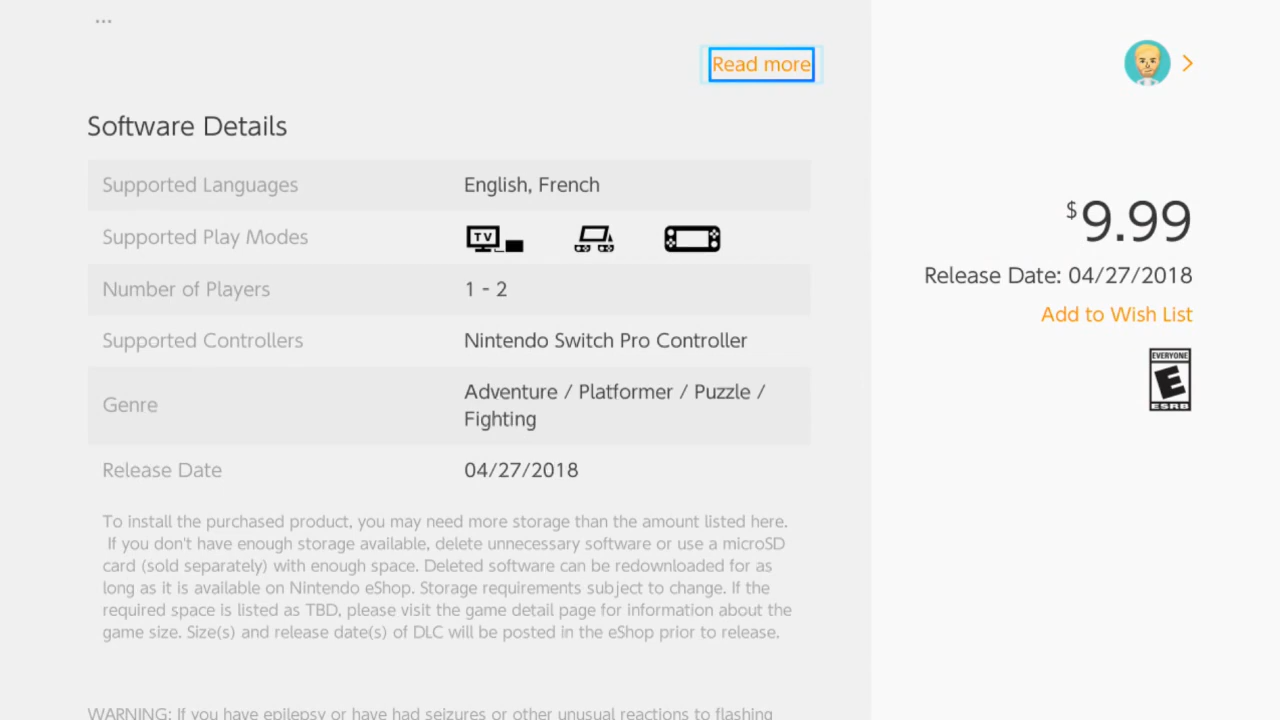 ...
Read more
Software Details
Supported Languages English, French
Supported Play Modes TV
Number of Players 1 - 2
Supported Controllers Nintendo Switch Pro Controller
Genre Adventure / Platformer / Puzzle /
Fighting
Release Date 04/27/2018
To install the purchased product, you may need more storage than the amount listed here.
If you don't have enough storage available, delete unnecessary software or use a microSD
card (sold separately) with enough space. Deleted software can be redownloaded for as
long as it is available on Nintendo eShop. Storage requirements subject to change. If the
required space is listed as TBD, please visit the game detail page for information about the
game size. Size(s) and release date(s) of DLC will be posted in the eShop prior to release.
WARNING: If you have epilepsy or have had seizures or other unusual reactions to flashing
$9.99
Release Date: 04/27/2018
Add to Wish List
EVERYONE
E
ESRB